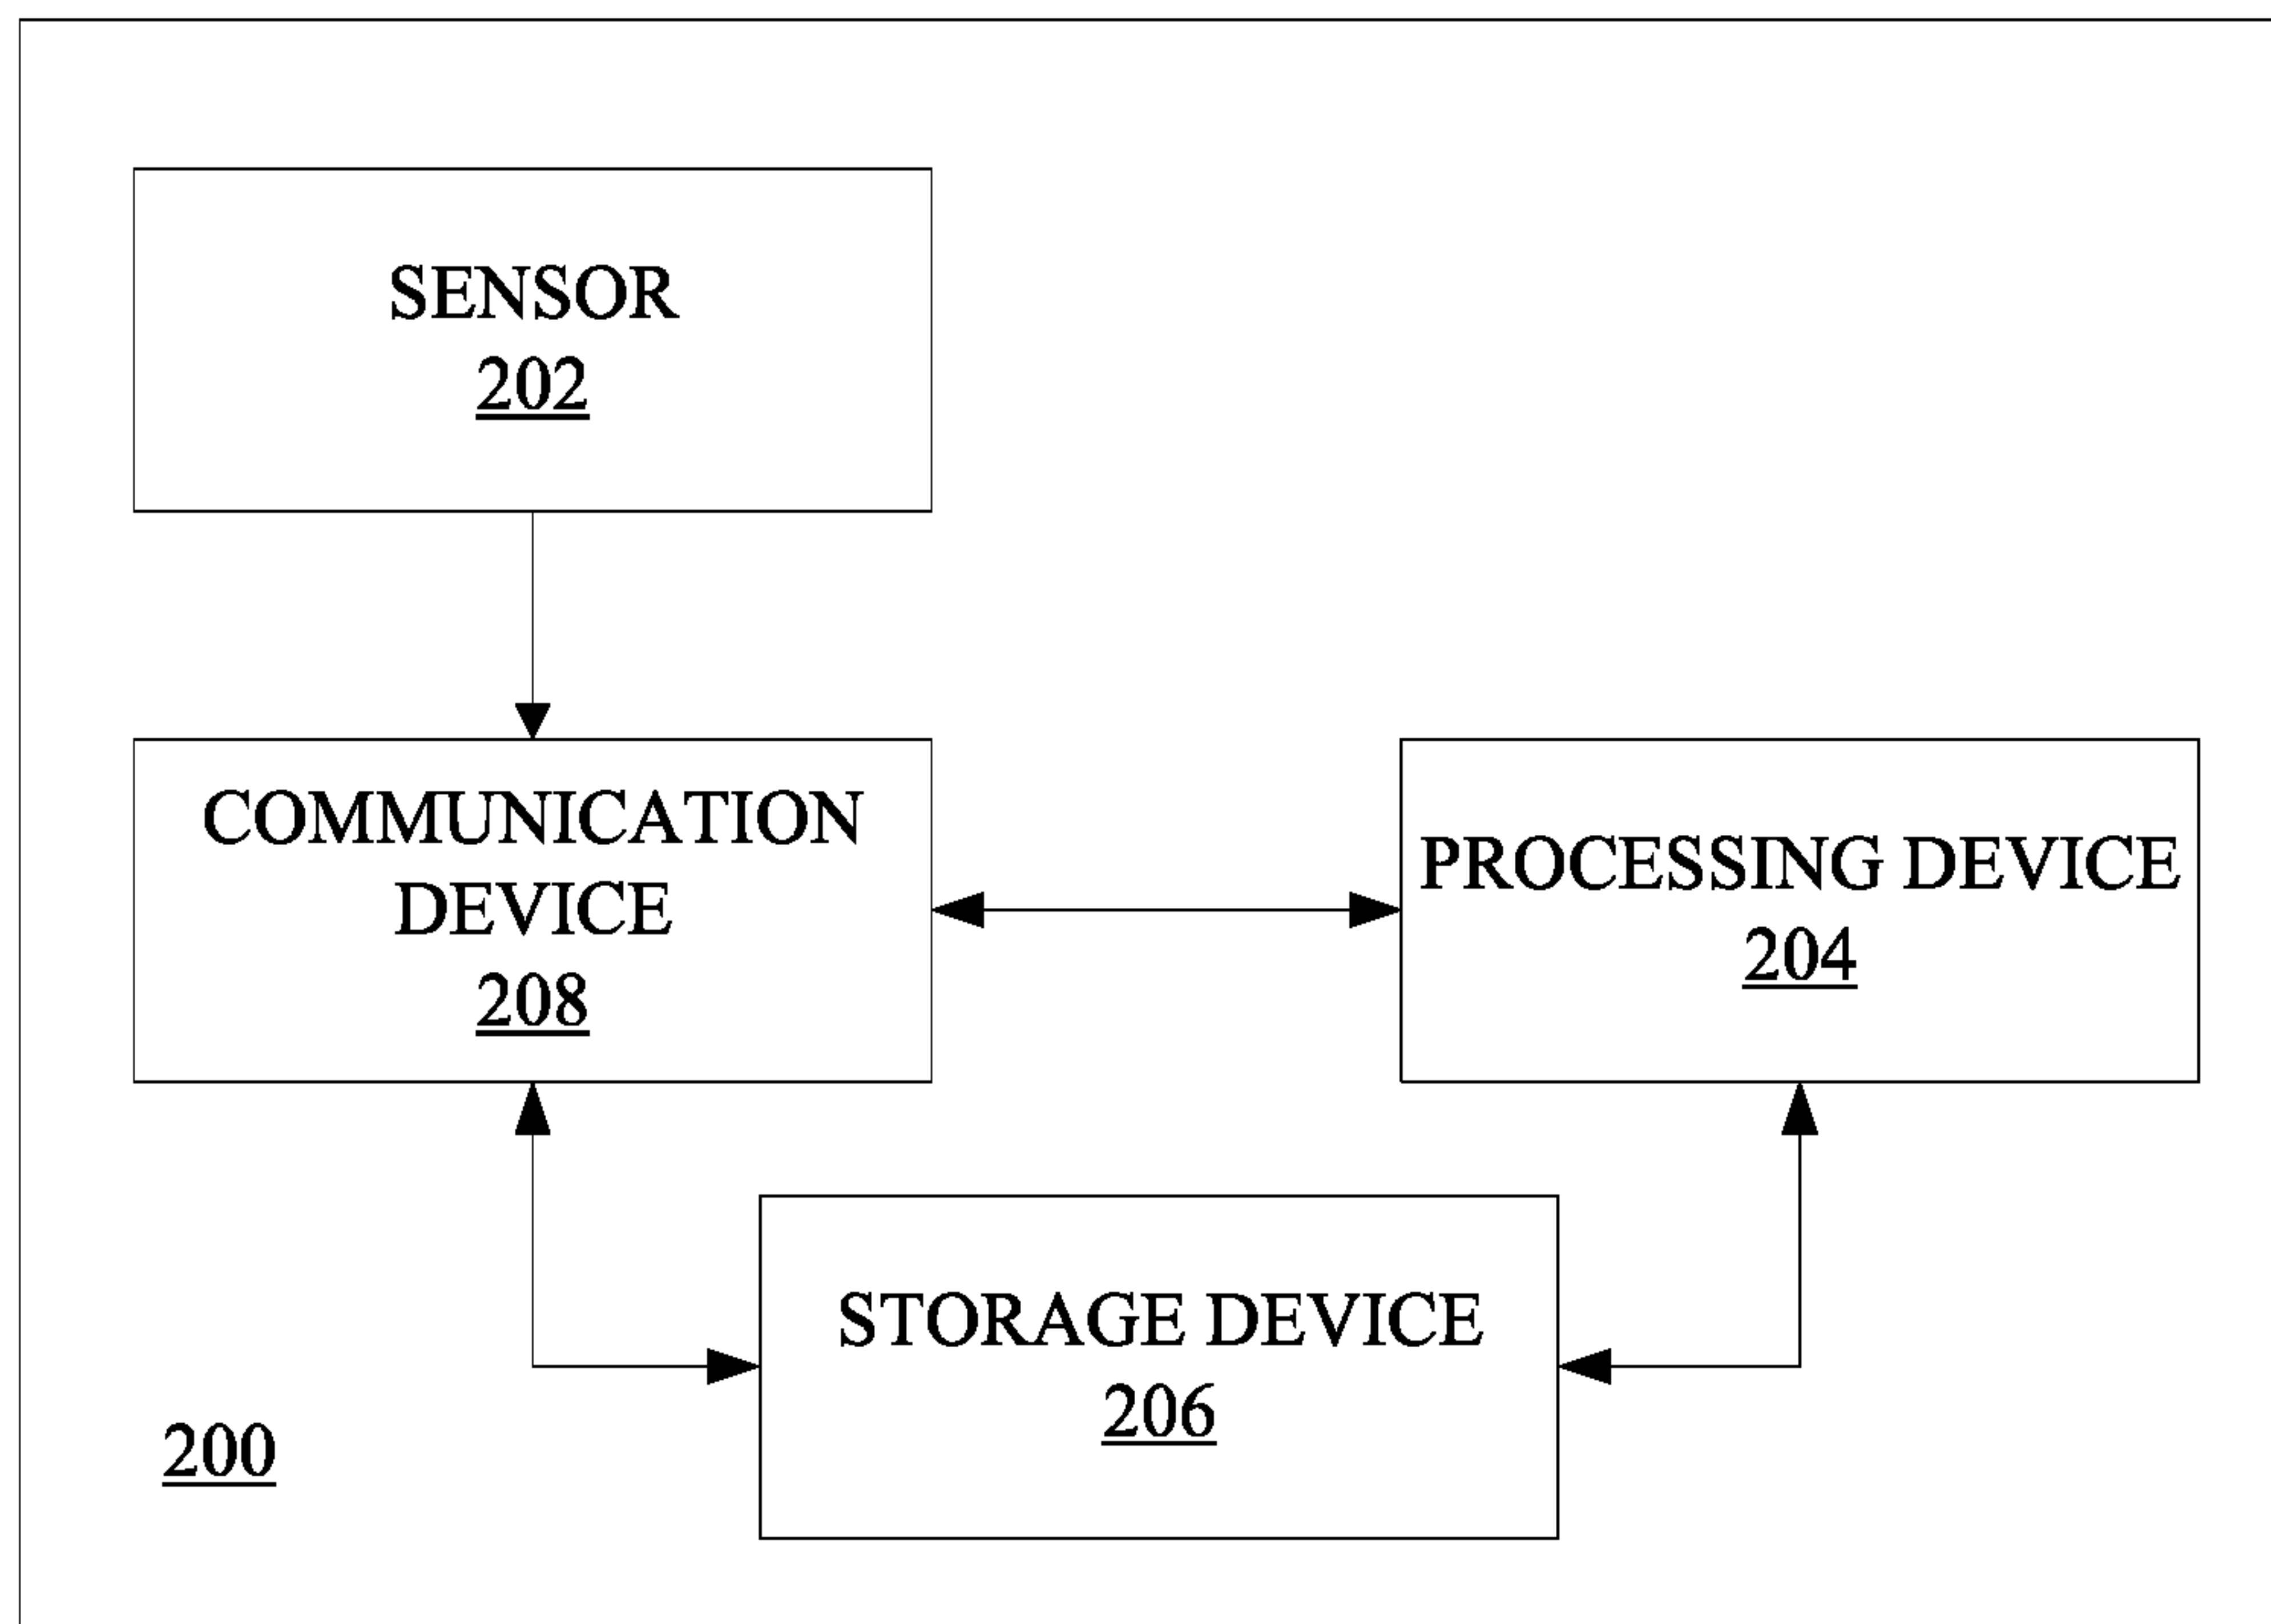 SENSOR
202
COMMUNICATION
DEVICE
208
PROCESSING DEVICE
204
STORAGE DEVICE
206
200